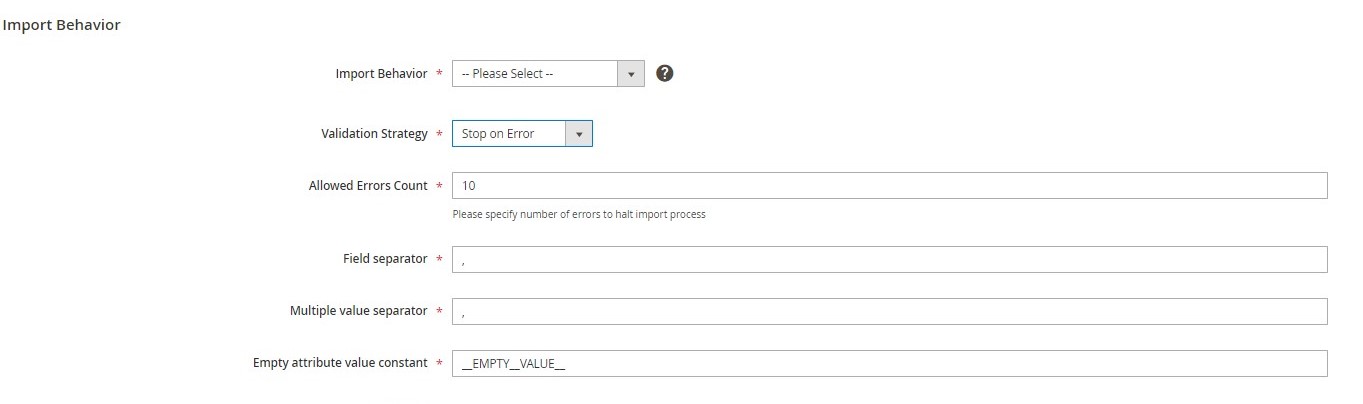 Import Behavior
Import Behavior * -- Please Select -- ?
Validation Strategy * Stop on Error
Allowed Errors Count * 10
Please specify number of errors to halt import process
Field separator * ,
Multiple value separator * ,
Empty attribute value constant * __EMPTY__VALUE__